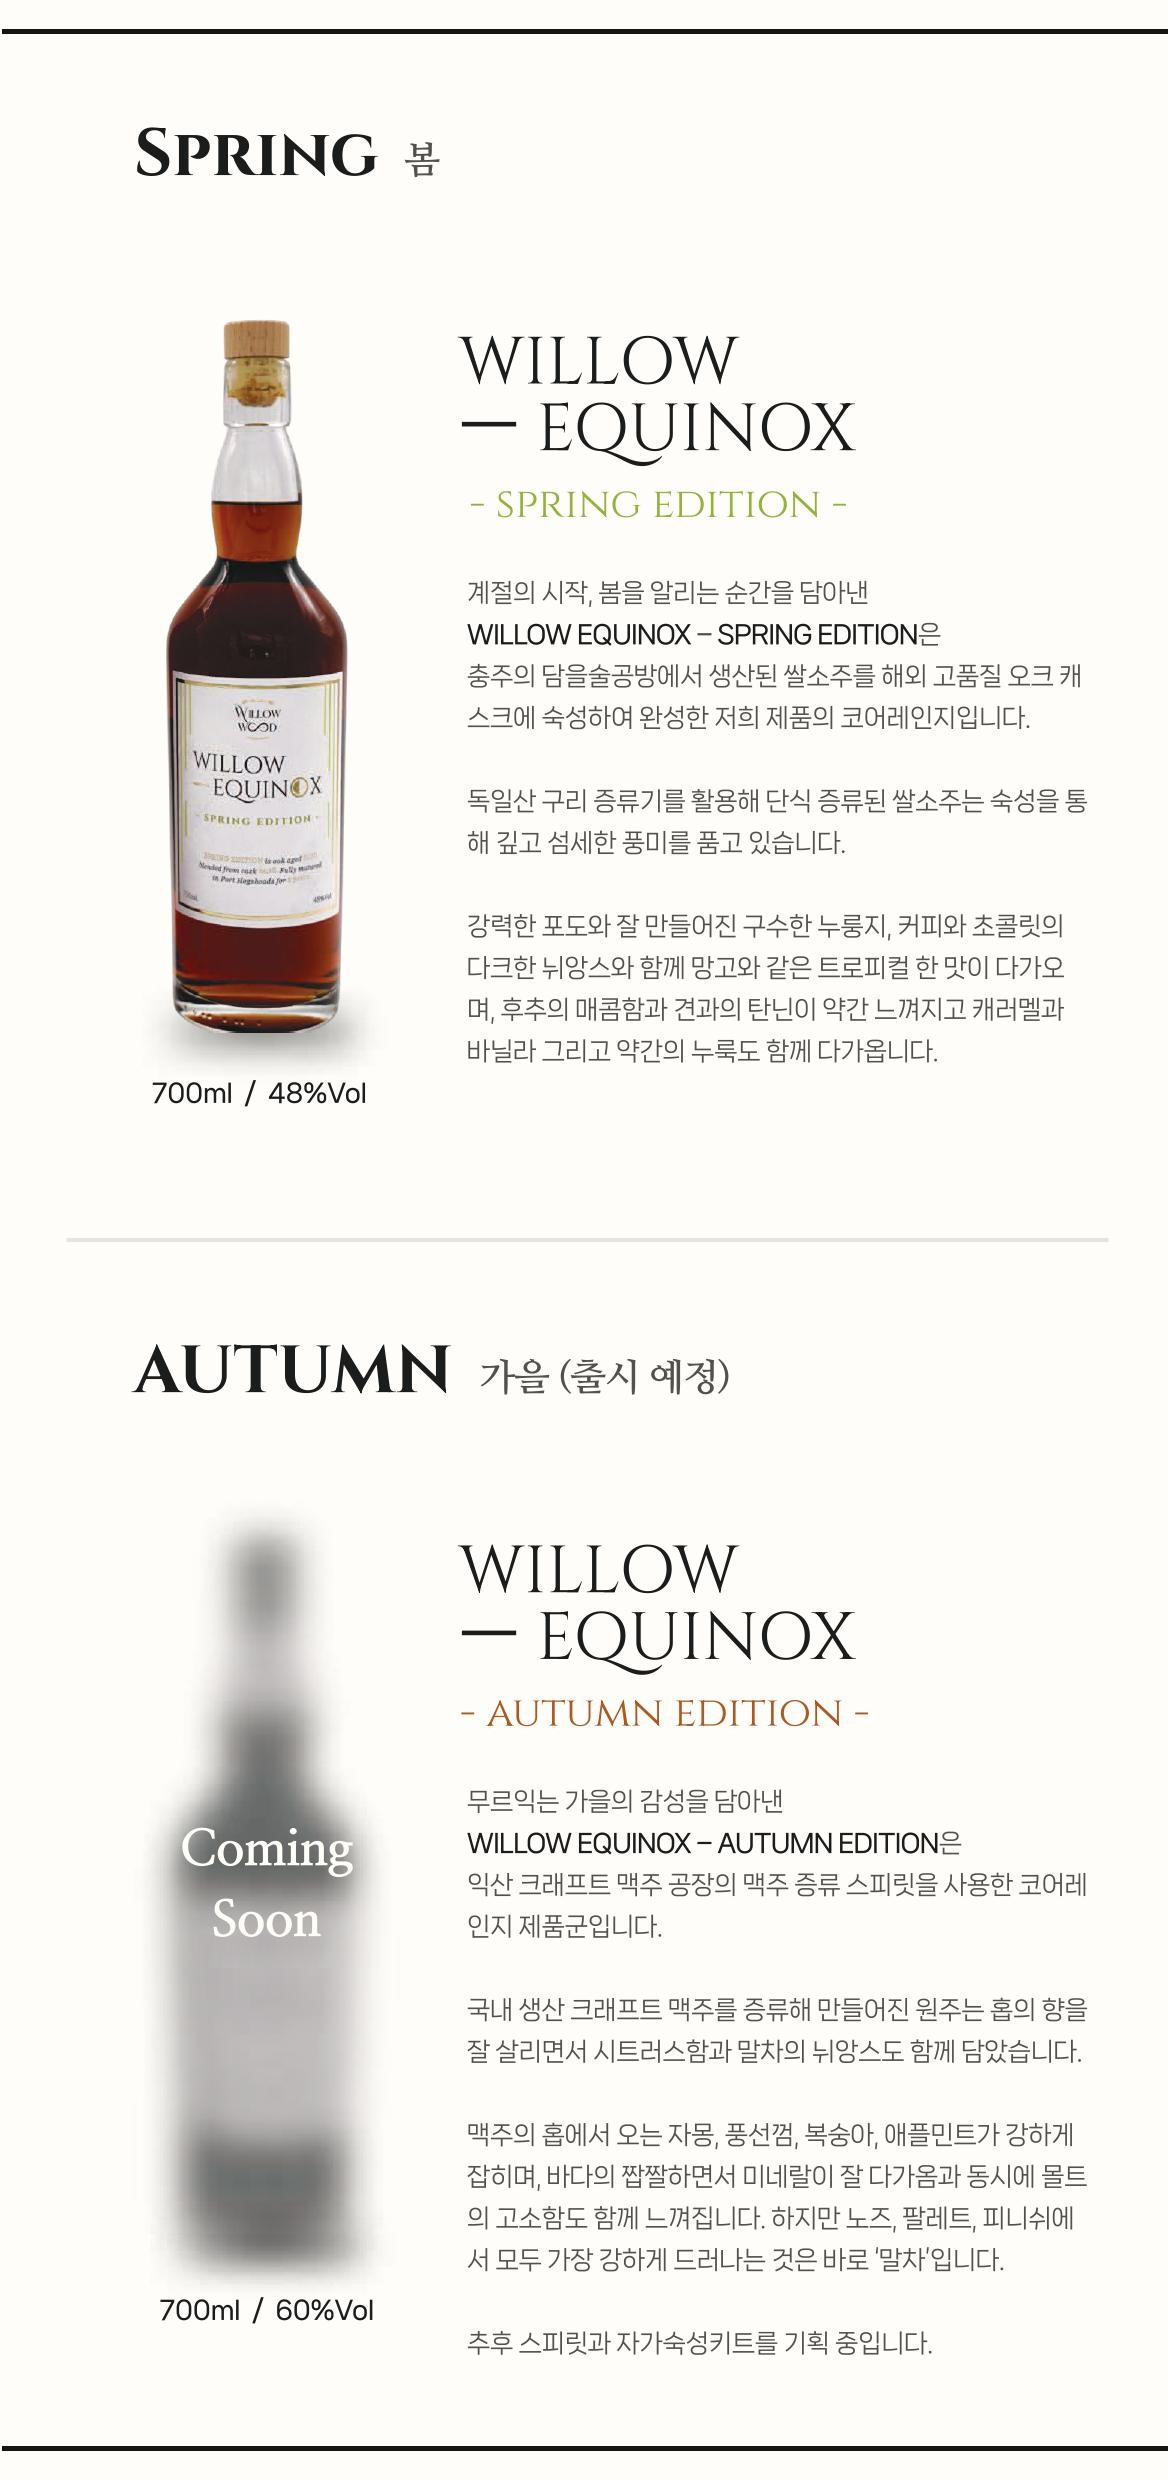 SPRING 봄
WILLOW
— EQUINOX
- SPRING EDITION -
계절의 시작, 봄을 알리는 순간을 담아낸
WILLOW EQUINOX – SPRING EDITION은
충주의 담을술공방에서 생산된 쌀소주를 해외 고품질 오크 캐
스크에 숙성하여 완성한 저희 제품의 코어레인지입니다.
독일산 구리 증류기를 활용해 단식 증류된 쌀소주는 숙성을 통
해 깊고 섬세한 풍미를 품고 있습니다.
강력한 포도와 잘 만들어진 구수한 누룽지, 커피와 초콜릿의
다크한 뉘앙스와 함께 망고와 같은 트로피컬 한 맛이 다가오
며, 후추의 매콤함과 견과의 탄닌이 약간 느껴지고 캐러멜과
바닐라 그리고 약간의 누룩도 함께 다가옵니다.
WILLOW
WOOD
WILLOW
—EQUINOX
- SPRING EDITION -
SPRING EDITION is oak aged
blended from cask Fully matured
in Port Hogsheads for
48%Vol
700ml / 48%Vol
AUTUMN 가을 (출시 예정)
WILLOW
— EQUINOX
- AUTUMN EDITION -
무르익는 가을의 감성을 담아낸
WILLOW EQUINOX – AUTUMN EDITION은
익산 크래프트 맥주 공장의 맥주 증류 스피릿을 사용한 코어레
인지 제품군입니다.
국내 생산 크래프트 맥주를 증류해 만들어진 원주는 홉의 향을
잘 살리면서 시트러스함과 말차의 뉘앙스도 함께 담았습니다.
맥주의 홉에서 오는 자몽, 풍선껌, 복숭아, 애플민트가 강하게
잡히며, 바다의 짭짤하면서 미네랄이 잘 다가옴과 동시에 몰트
의 고소함도 함께 느껴집니다. 하지만 노즈, 팔레트, 피니쉬에
서 모두 가장 강하게 드러나는 것은 바로 '말차'입니다.
추후 스피릿과 자가숙성키트를 기획 중입니다.
Coming
Soon
700ml / 60%Vol